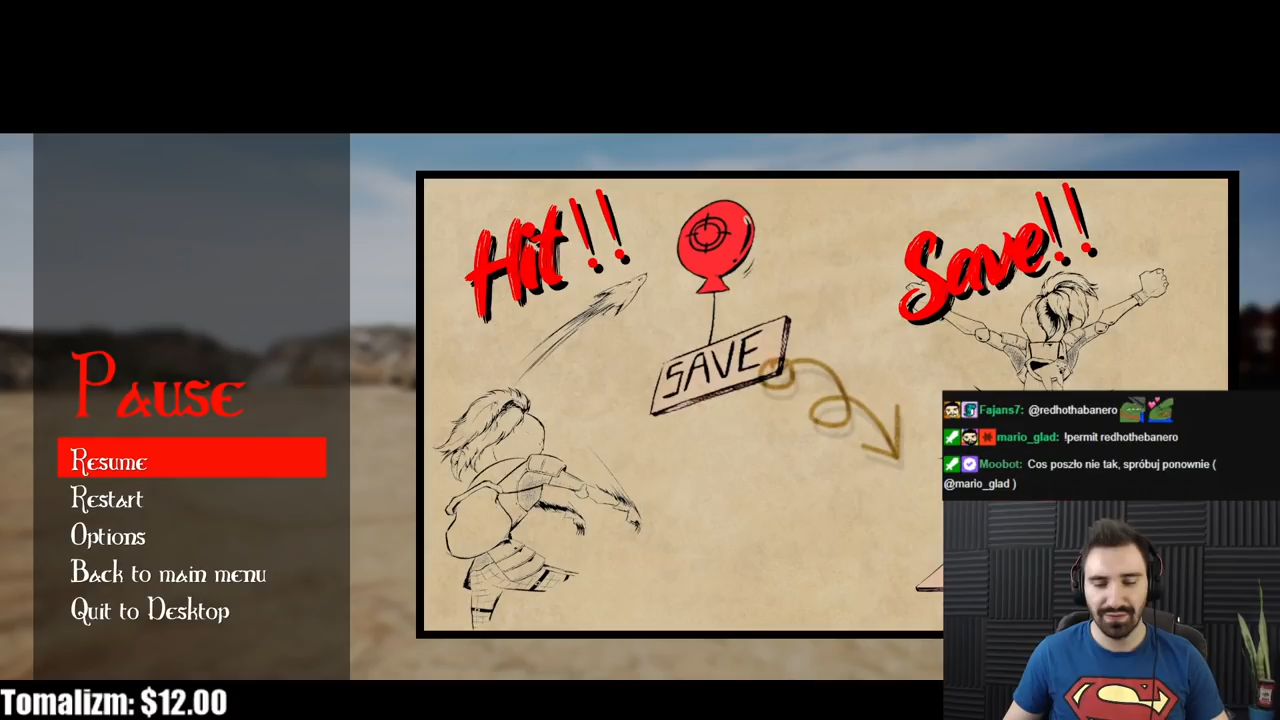 Hit!!
Save!!
SAVE
Pause
Resume
Restart
Options
Back to main menu
Quit to Desktop
Fajans7: @redhothabanero
mario_glad: !permit redhothebanero
Moobot: Cos poszło nie tak, spróbuj ponownie (
@mario_glad )
Tomalizm: $12.00